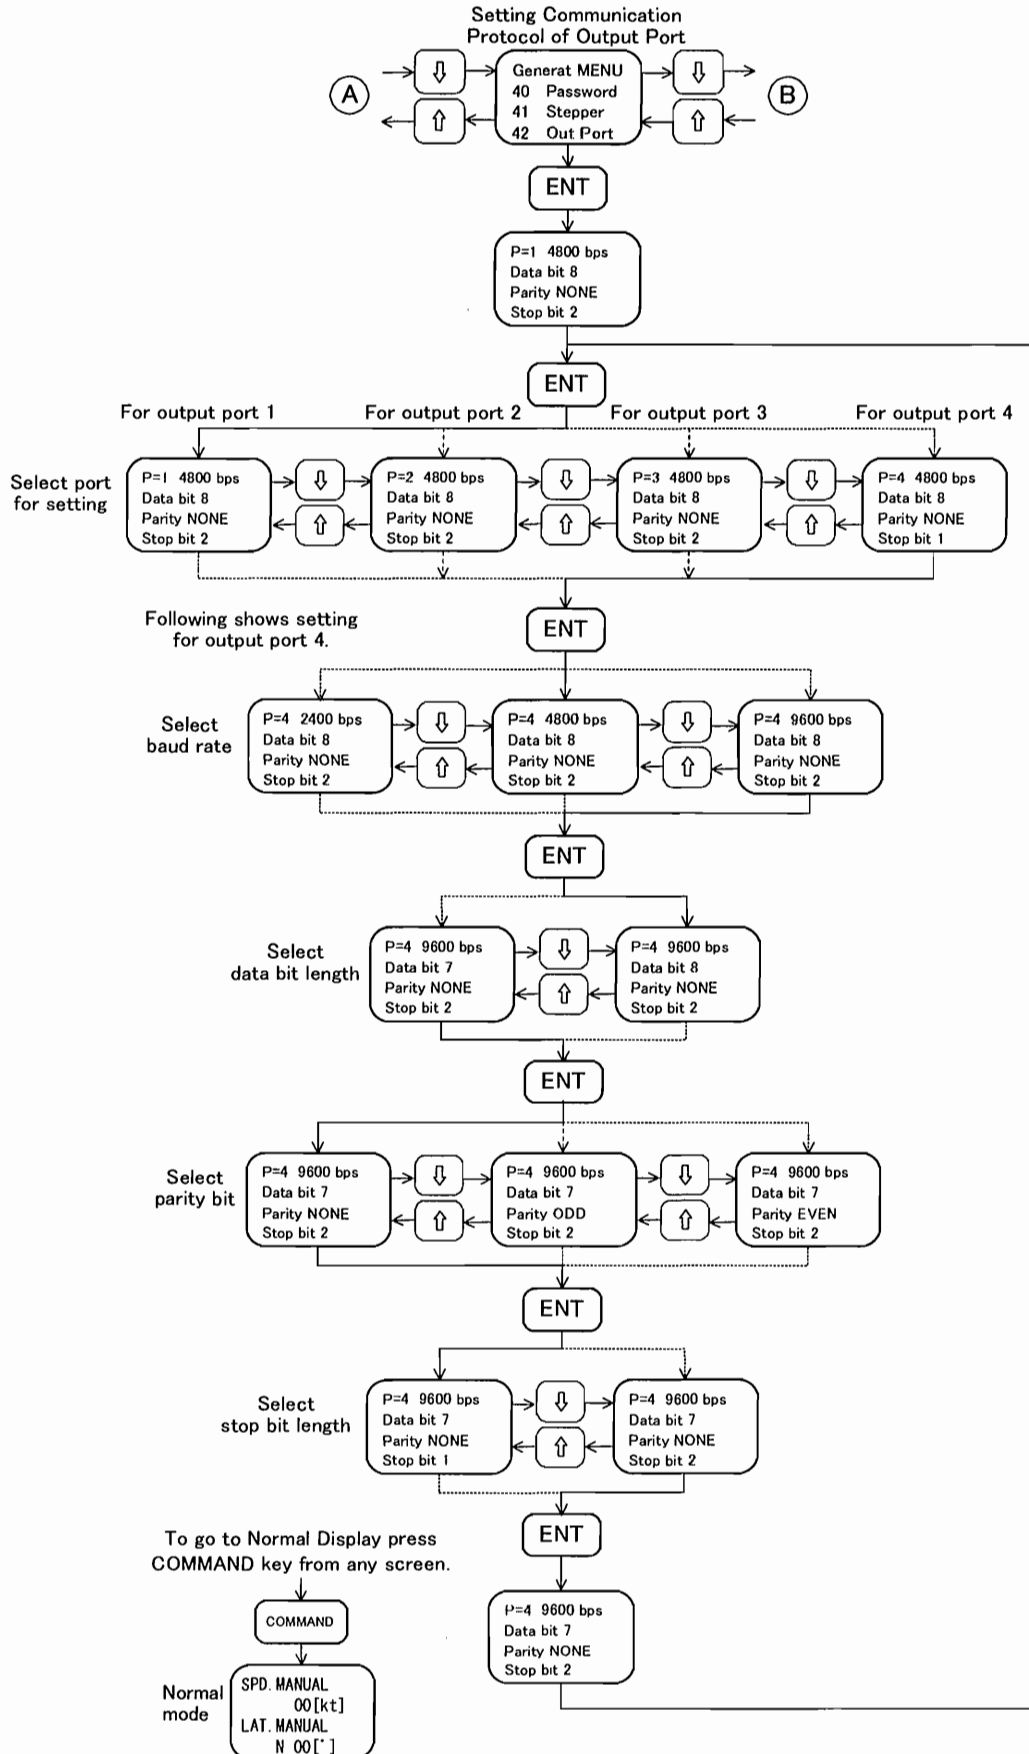 Setting Communication
Protocol of Output Port
A
Generat MENU
40 Password
41 Stepper
42 Out Port
B
ENT
P=1 4800 bps
Data bit 8
Parity NONE
Stop bit 2
ENT
For output port 1
For output port 2
For output port 3
For output port 4
Select port
for setting
P=1 4800 bps
Data bit 8
Parity NONE
Stop bit 2
P=2 4800 bps
Data bit 8
Parity NONE
Stop bit 2
P=3 4800 bps
Data bit 8
Parity NONE
Stop bit 2
P=4 4800 bps
Data bit 8
Parity NONE
Stop bit 1
Following shows setting
for output port 4.
ENT
Select
baud rate
P=4 2400 bps
Data bit 8
Parity NONE
Stop bit 2
P=4 4800 bps
Data bit 8
Parity NONE
Stop bit 2
P=4 9600 bps
Data bit 8
Parity NONE
Stop bit 2
ENT
Select
data bit length
P=4 9600 bps
Data bit 7
Parity NONE
Stop bit 2
P=4 9600 bps
Data bit 8
Parity NONE
Stop bit 2
ENT
Select
parity bit
P=4 9600 bps
Data bit 7
Parity NONE
Stop bit 2
P=4 9600 bps
Data bit 7
Parity ODD
Stop bit 2
P=4 9600 bps
Data bit 7
Parity EVEN
Stop bit 2
ENT
Select
stop bit length
P=4 9600 bps
Data bit 7
Parity NONE
Stop bit 1
P=4 9600 bps
Data bit 7
Parity NONE
Stop bit 2
ENT
P=4 9600 bps
Data bit 7
Parity NONE
Stop bit 2
To go to Normal Display press
COMMAND key from any screen.
COMMAND
Normal
mode
SPD. MANUAL
00[kt]
LAT. MANUAL
N 00[°]